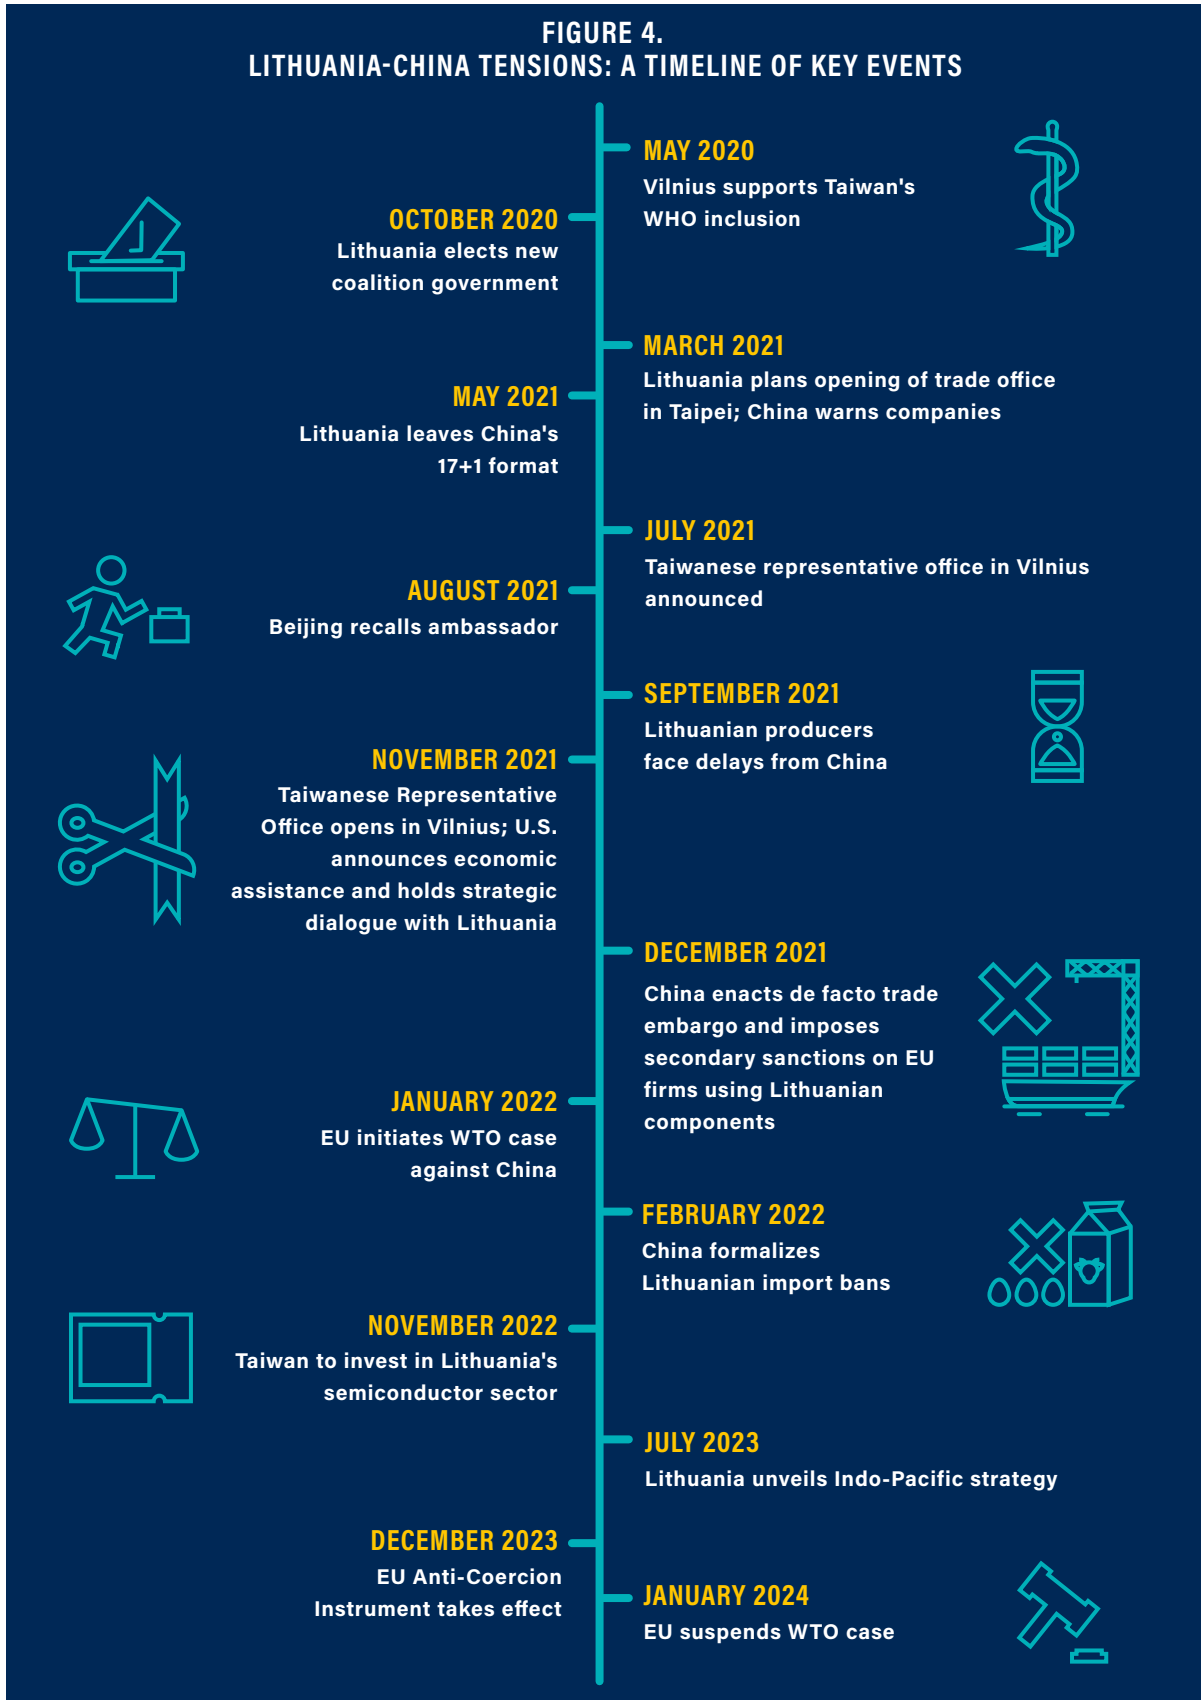 FIGURE 4.
LITHUANIA-CHINA TENSIONS: A TIMELINE OF KEY EVENTS
MAY 2020
Vilnius supports Taiwan's
WHO inclusion
OCTOBER 2020
Lithuania elects new
coalition government
MARCH 2021
Lithuania plans opening of trade office
in Taipei; China warns companies
MAY 2021
Lithuania leaves China's
17+1 format
JULY 2021
Taiwanese representative office in Vilnius
announced
AUGUST 2021
Beijing recalls ambassador
SEPTEMBER 2021
Lithuanian producers
face delays from China
NOVEMBER 2021
Taiwanese Representative
Office opens in Vilnius; U.S.
announces economic
assistance and holds strategic
dialogue with Lithuania
DECEMBER 2021
China enacts de facto trade
embargo and imposes
secondary sanctions on EU
firms using Lithuanian
components
JANUARY 2022
EU initiates WTO case
against China
FEBRUARY 2022
China formalizes
Lithuanian import bans
NOVEMBER 2022
Taiwan to invest in Lithuania's
semiconductor sector
JULY 2023
Lithuania unveils Indo-Pacific strategy
DECEMBER 2023
EU Anti-Coercion
Instrument takes effect
JANUARY 2024
EU suspends WTO case